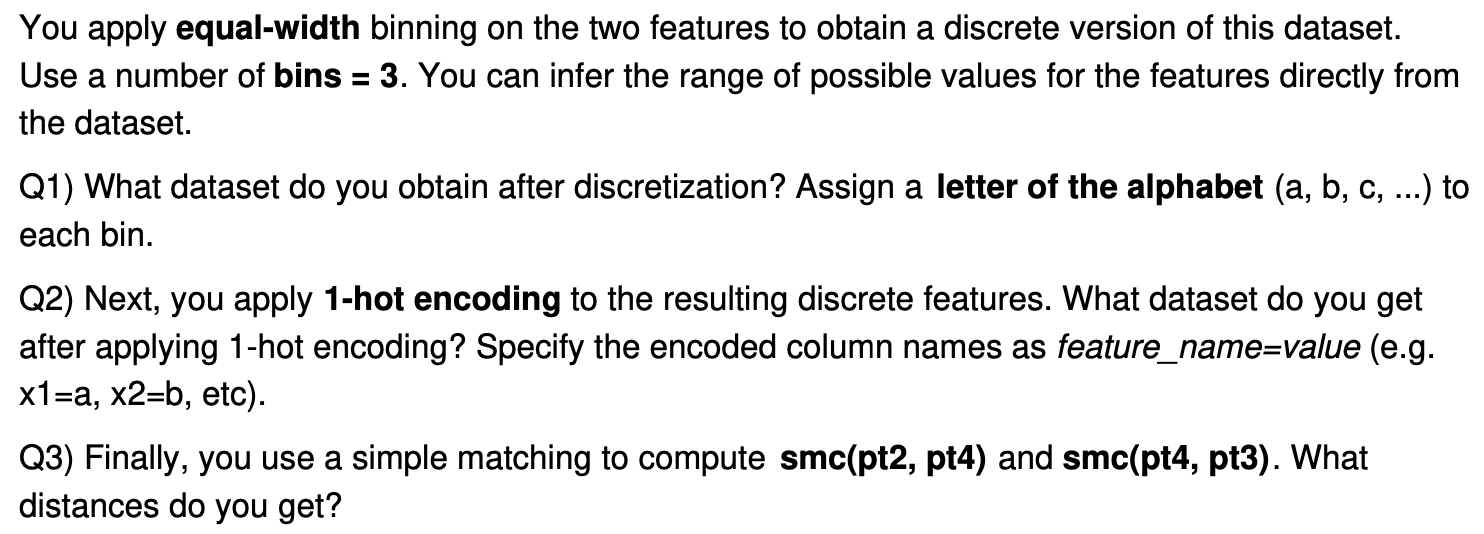 You apply equal-width binning on the two features to obtain a discrete version of this dataset.
Use a number of bins = 3. You can infer the range of possible values for the features directly from
the dataset.
Q1) What dataset do you obtain after discretization? Assign a letter of the alphabet (a, b, c, ...) to
each bin.
Q2) Next, you apply 1-hot encoding to the resulting discrete features. What dataset do you get
after applying 1-hot encoding? Specify the encoded column names as feature_name=value (e.g.
x1=a, x2=b, etc).
Q3) Finally, you use a simple matching to compute smc(pt2, pt4) and smc(pt4, pt3). What
distances do you get?